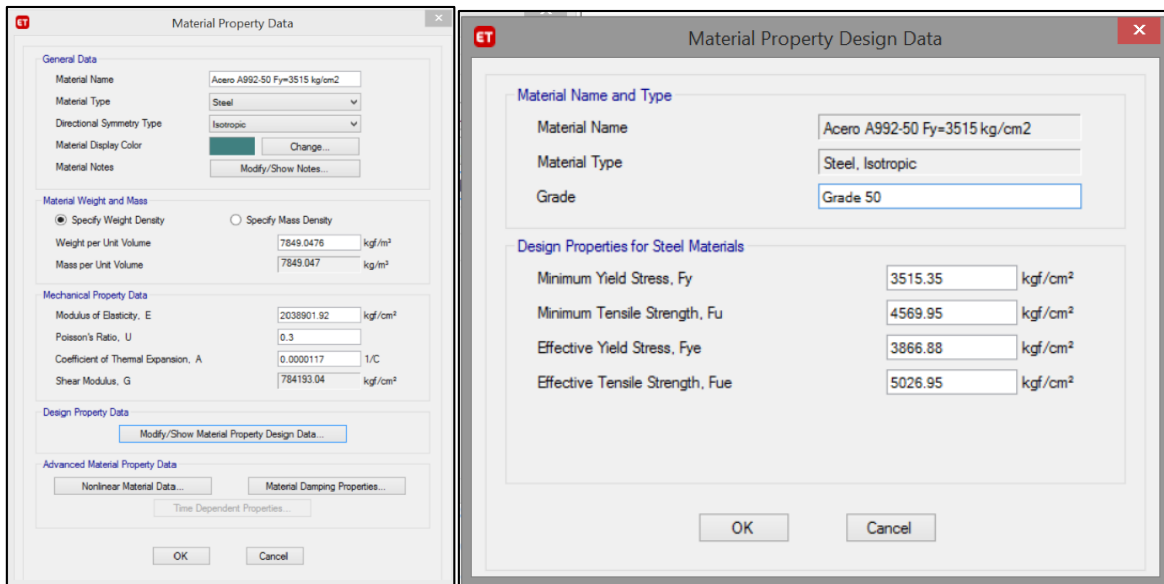 ET Material Property Data
General Data
Material Name Acero A992-50 Fy=3515 kg/cm2
Material Type Steel
Directional Symmetry Type Isotropic
Material Display Color Change...
Material Notes Modify/Show Notes...
Material Weight and Mass
Specify Weight Density Specify Mass Density
Weight per Unit Volume 7849.0476 kgf/m³
Mass per Unit Volume 7849.047 kg/m³
Mechanical Property Data
Modulus of Elasticity, E 2038901.92 kgf/cm²
Poisson's Ratio, U 0.3
Coefficient of Thermal Expansion, A 0.0000117 1/C
Shear Modulus, G 784193.04 kgf/cm²
Design Property Data
Modify/Show Material Property Design Data...
Advanced Material Property Data
Nonlinear Material Data... Material Damping Properties...
Time Dependent Properties...
OK Cancel
ET Material Property Design Data
Material Name and Type
Material Name Acero A992-50 Fy=3515 kg/cm2
Material Type Steel, Isotropic
Grade Grade 50
Design Properties for Steel Materials
Minimum Yield Stress, Fy 3515.35 kgf/cm²
Minimum Tensile Strength, Fu 4569.95 kgf/cm²
Effective Yield Stress, Fye 3866.88 kgf/cm²
Effective Tensile Strength, Fue 5026.95 kgf/cm²
OK Cancel